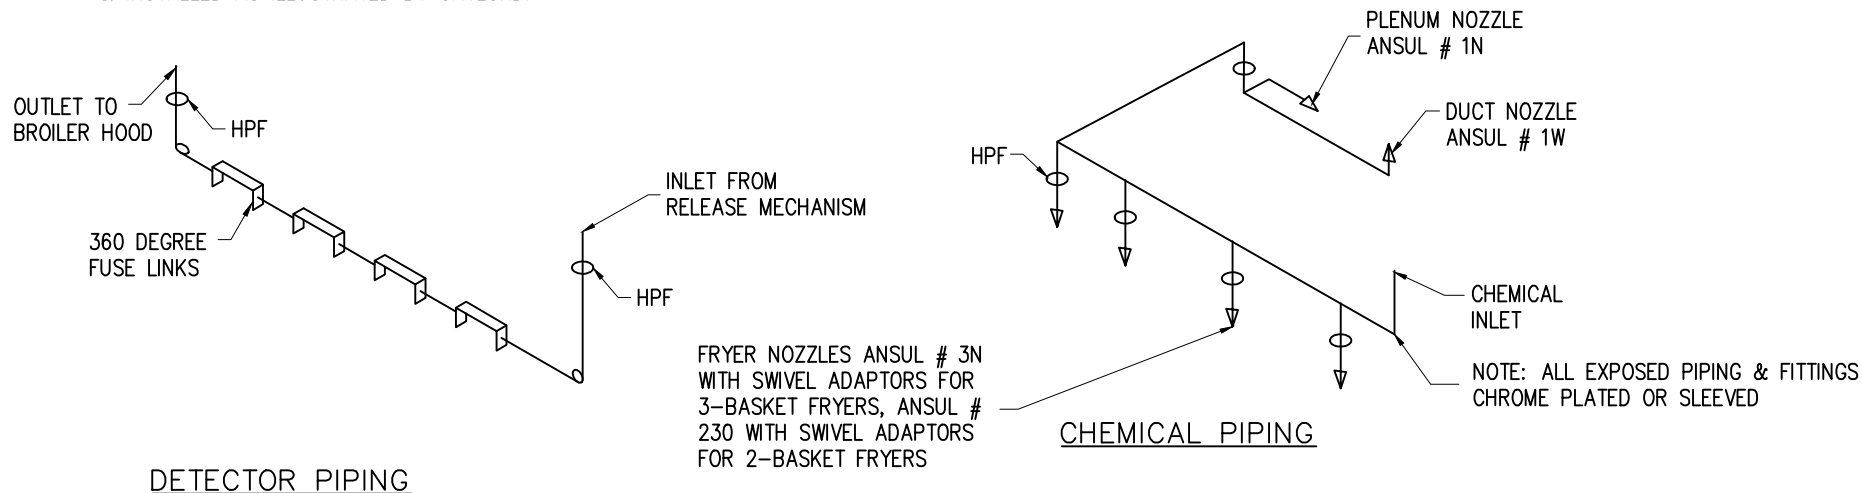 OUTLET TO
BROILER HOOD
HPF
360 DEGREE
FUSE LINKS
INLET FROM
RELEASE MECHANISM
HPF
DETECTOR PIPING
PLENUM NOZZLE
ANSUL # 1N
DUCT NOZZLE
ANSUL # 1W
HPF
CHEMICAL
INLET
FRYER NOZZLES ANSUL # 3N
WITH SWIVEL ADAPTORS FOR
3-BASKET FRYERS, ANSUL #
230 WITH SWIVEL ADAPTORS
FOR 2-BASKET FRYERS
NOTE: ALL EXPOSED PIPING & FITTINGS
CHROME PLATED OR SLEEVED
CHEMICAL PIPING